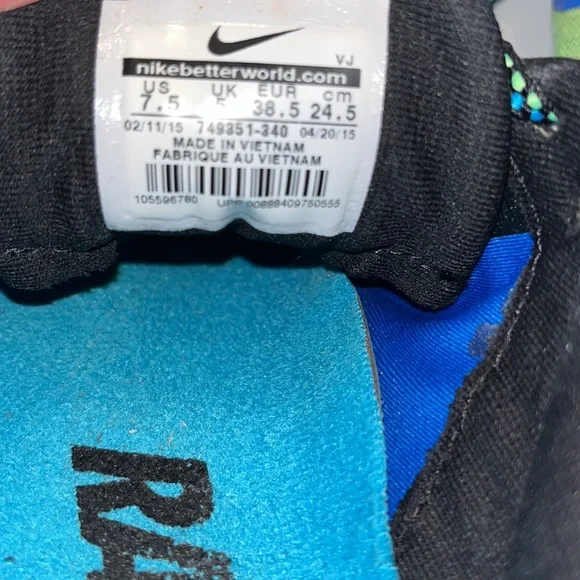 VJ
nikebetterworld.com
US UK EUR cm
7.5 5 38.5 24.5
02/11/15 749351-340 04/20/15
MADE IN VIETNAM
FABRIQUE AU VIETNAM
105596780 UPC 00888409750555
RA